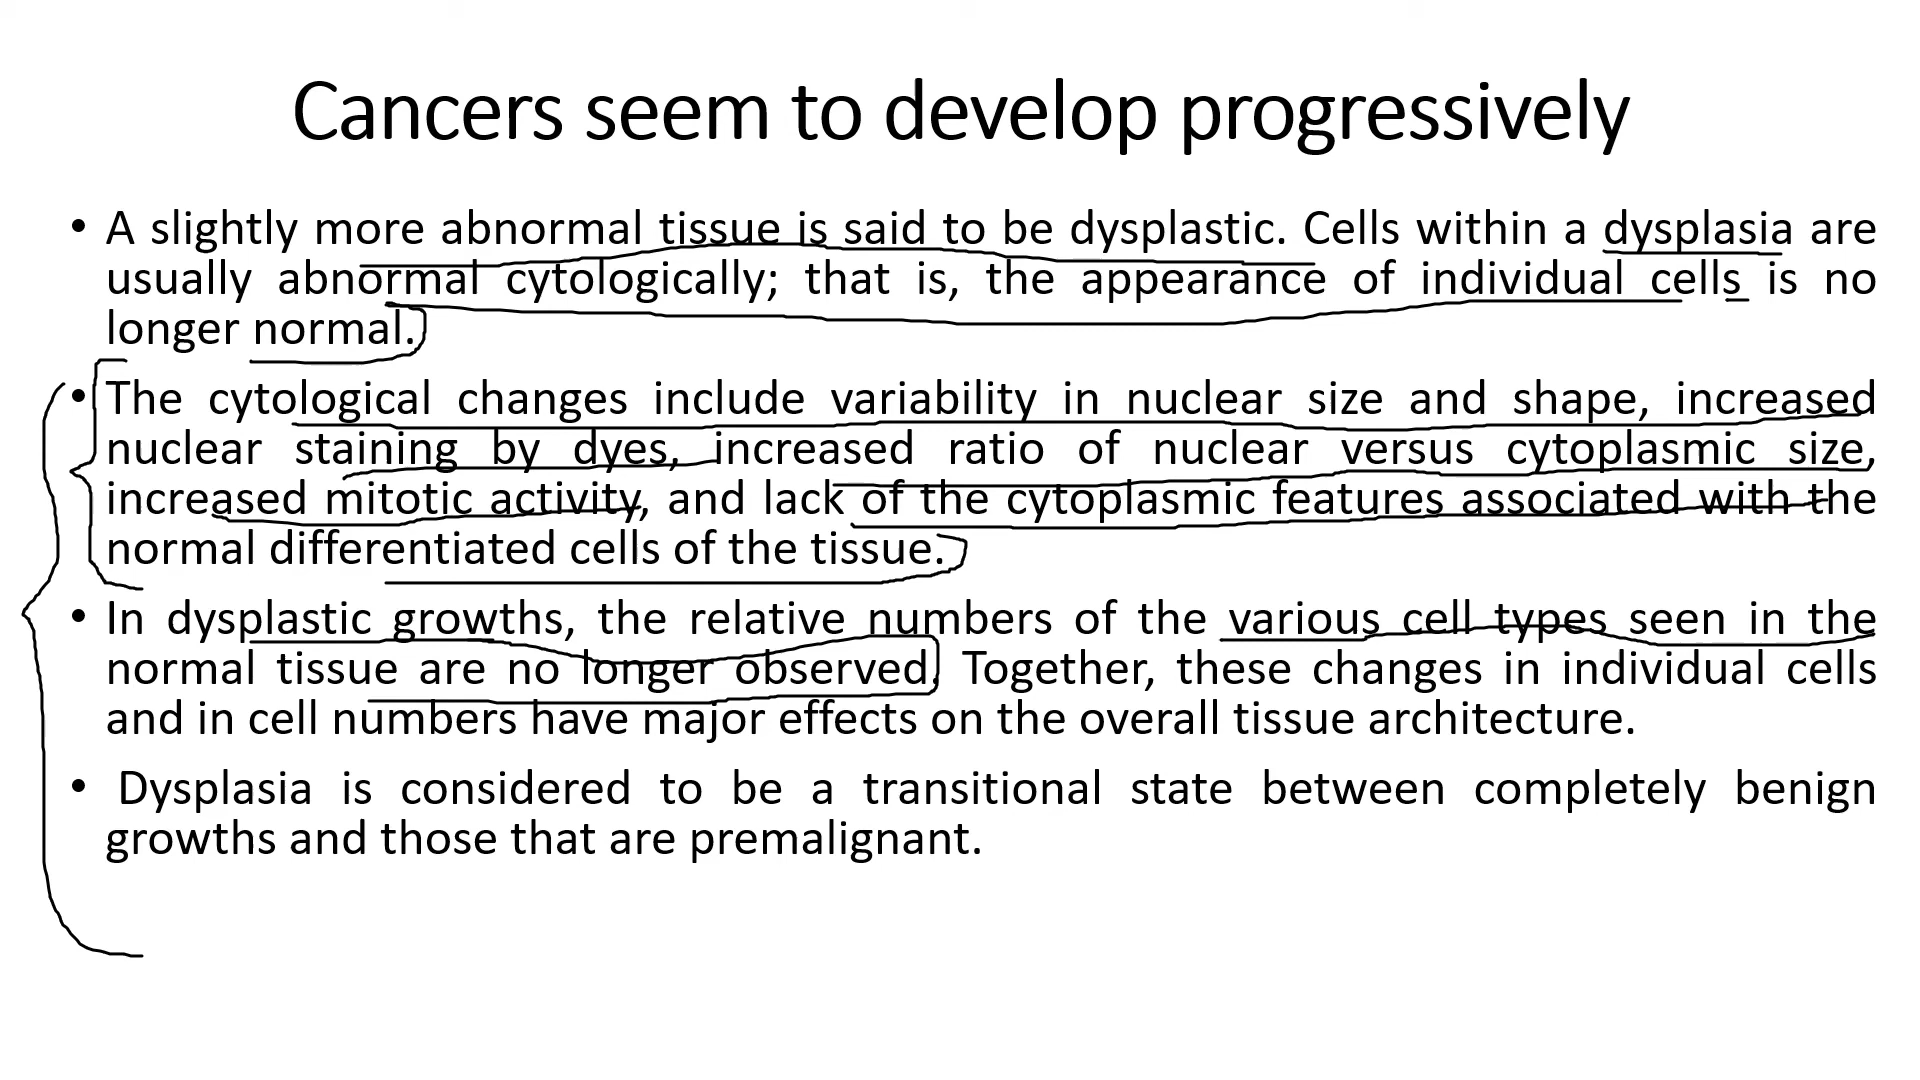 Cancers seem to develop progressively
• A slightly more abnormal tissue is said to be dysplastic. Cells within a dysplasia are
usually abnormal cytologically; that is, the appearance of individual cells is no
longer normal.
• The cytological changes include variability in nuclear size and shape, increased
nuclear staining by dyes, increased ratio of nuclear versus cytoplasmic size,
increased mitotic activity, and lack of the cytoplasmic features associated with the
normal differentiated cells of the tissue.
• In dysplastic growths, the relative numbers of the various cell types seen in the
normal tissue are no longer observed. Together, these changes in individual cells
and in cell numbers have major effects on the overall tissue architecture.
• Dysplasia is considered to be a transitional state between completely benign
growths and those that are premalignant.